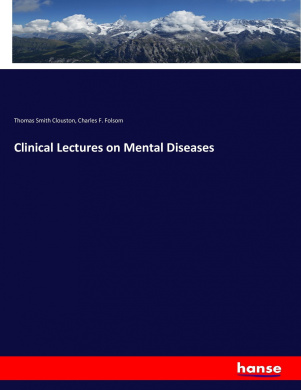 Thomas Smith Clouston, Charles F. Folsom
Clinical Lectures on Mental Diseases
hanse